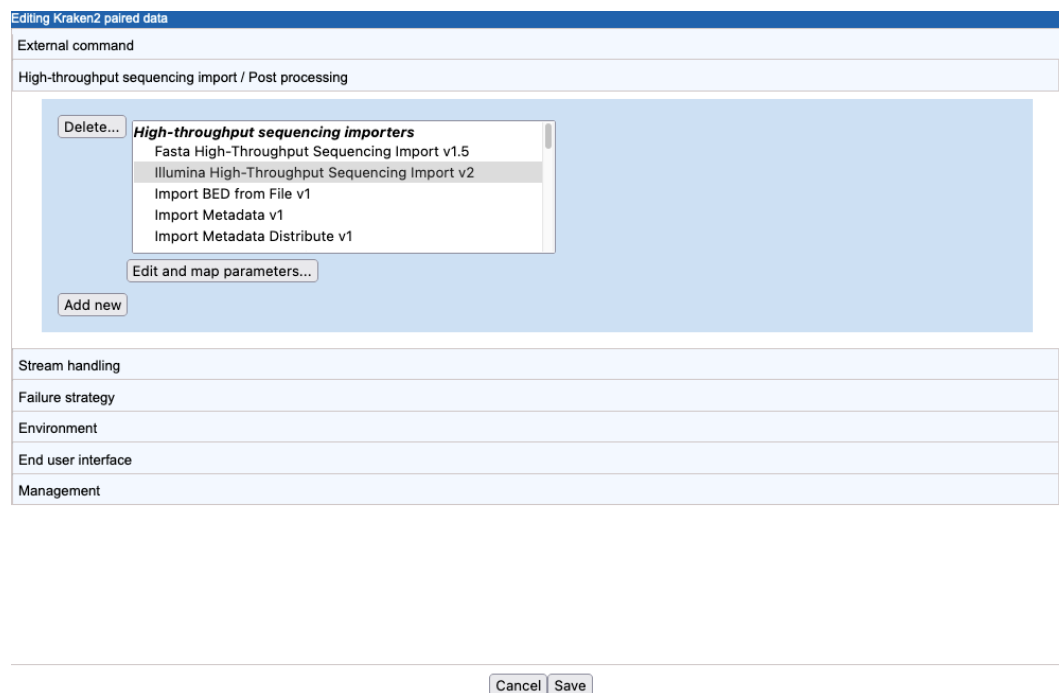 Editing Kraken2 paired data
External command
High-throughput sequencing import / Post processing
Delete...
High-throughput sequencing importers
Fasta High-Throughput Sequencing Import v1.5
Illumina High-Throughput Sequencing Import v2
Import BED from File v1
Import Metadata v1
Import Metadata Distribute v1
Edit and map parameters...
Add new
Stream handling
Failure strategy
Environment
End user interface
Management
Cancel Save